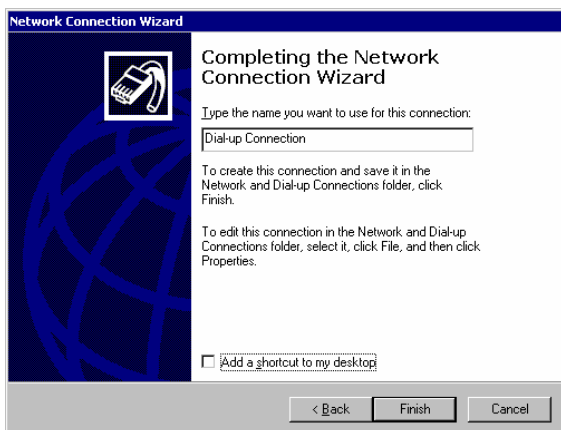 Network Connection Wizard
Completing the Network
Connection Wizard
Type the name you want to use for this connection:
Dial-up Connection
To create this connection and save it in the
Network and Dial-up Connections folder, click
Finish.
To edit this connection in the Network and Dial-up
Connections folder, select it, click File, and then click
Properties.
Add a shortcut to my desktop
< Back Finish Cancel